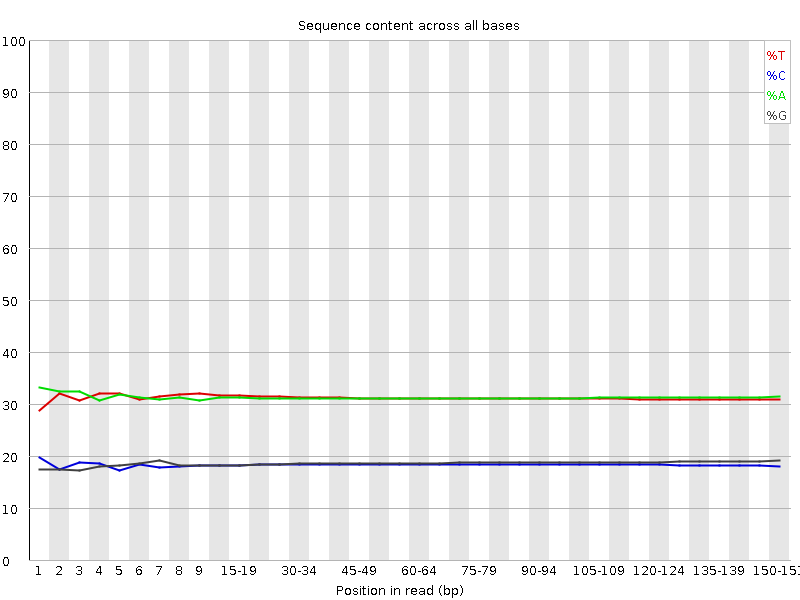 Sequence content across all bases
100
%T
%C
90
%A
%G
80
70
60
50
40
30
20
10
0
1 2 3 4 5 6 7 8 9 15-19 30-34 45-49 60-64 75-79 90-94 105-109 120-124 135-139 150-151
Position in read (bp)